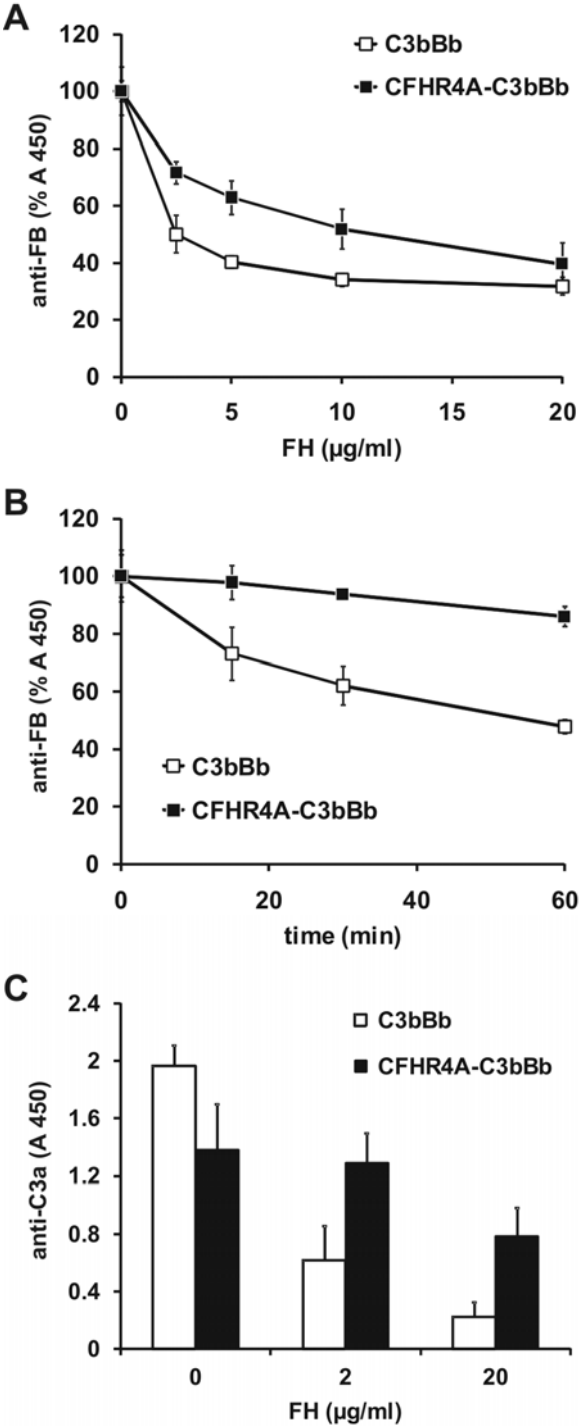 A
120
100
80
60
40
20
0
anti-FB (% A 450)
C3bBb
CFHR4A-C3bBb
0 5 10 15 20
FH (µg/ml)
B
120
100
80
60
40
20
0
anti-FB (% A 450)
C3bBb
CFHR4A-C3bBb
0 20 40 60
time (min)
C
2.4
2
1.6
1.2
0.8
0.4
0
anti-C3a (A 450)
C3bBb
CFHR4A-C3bBb
0 2 20
FH (µg/ml)